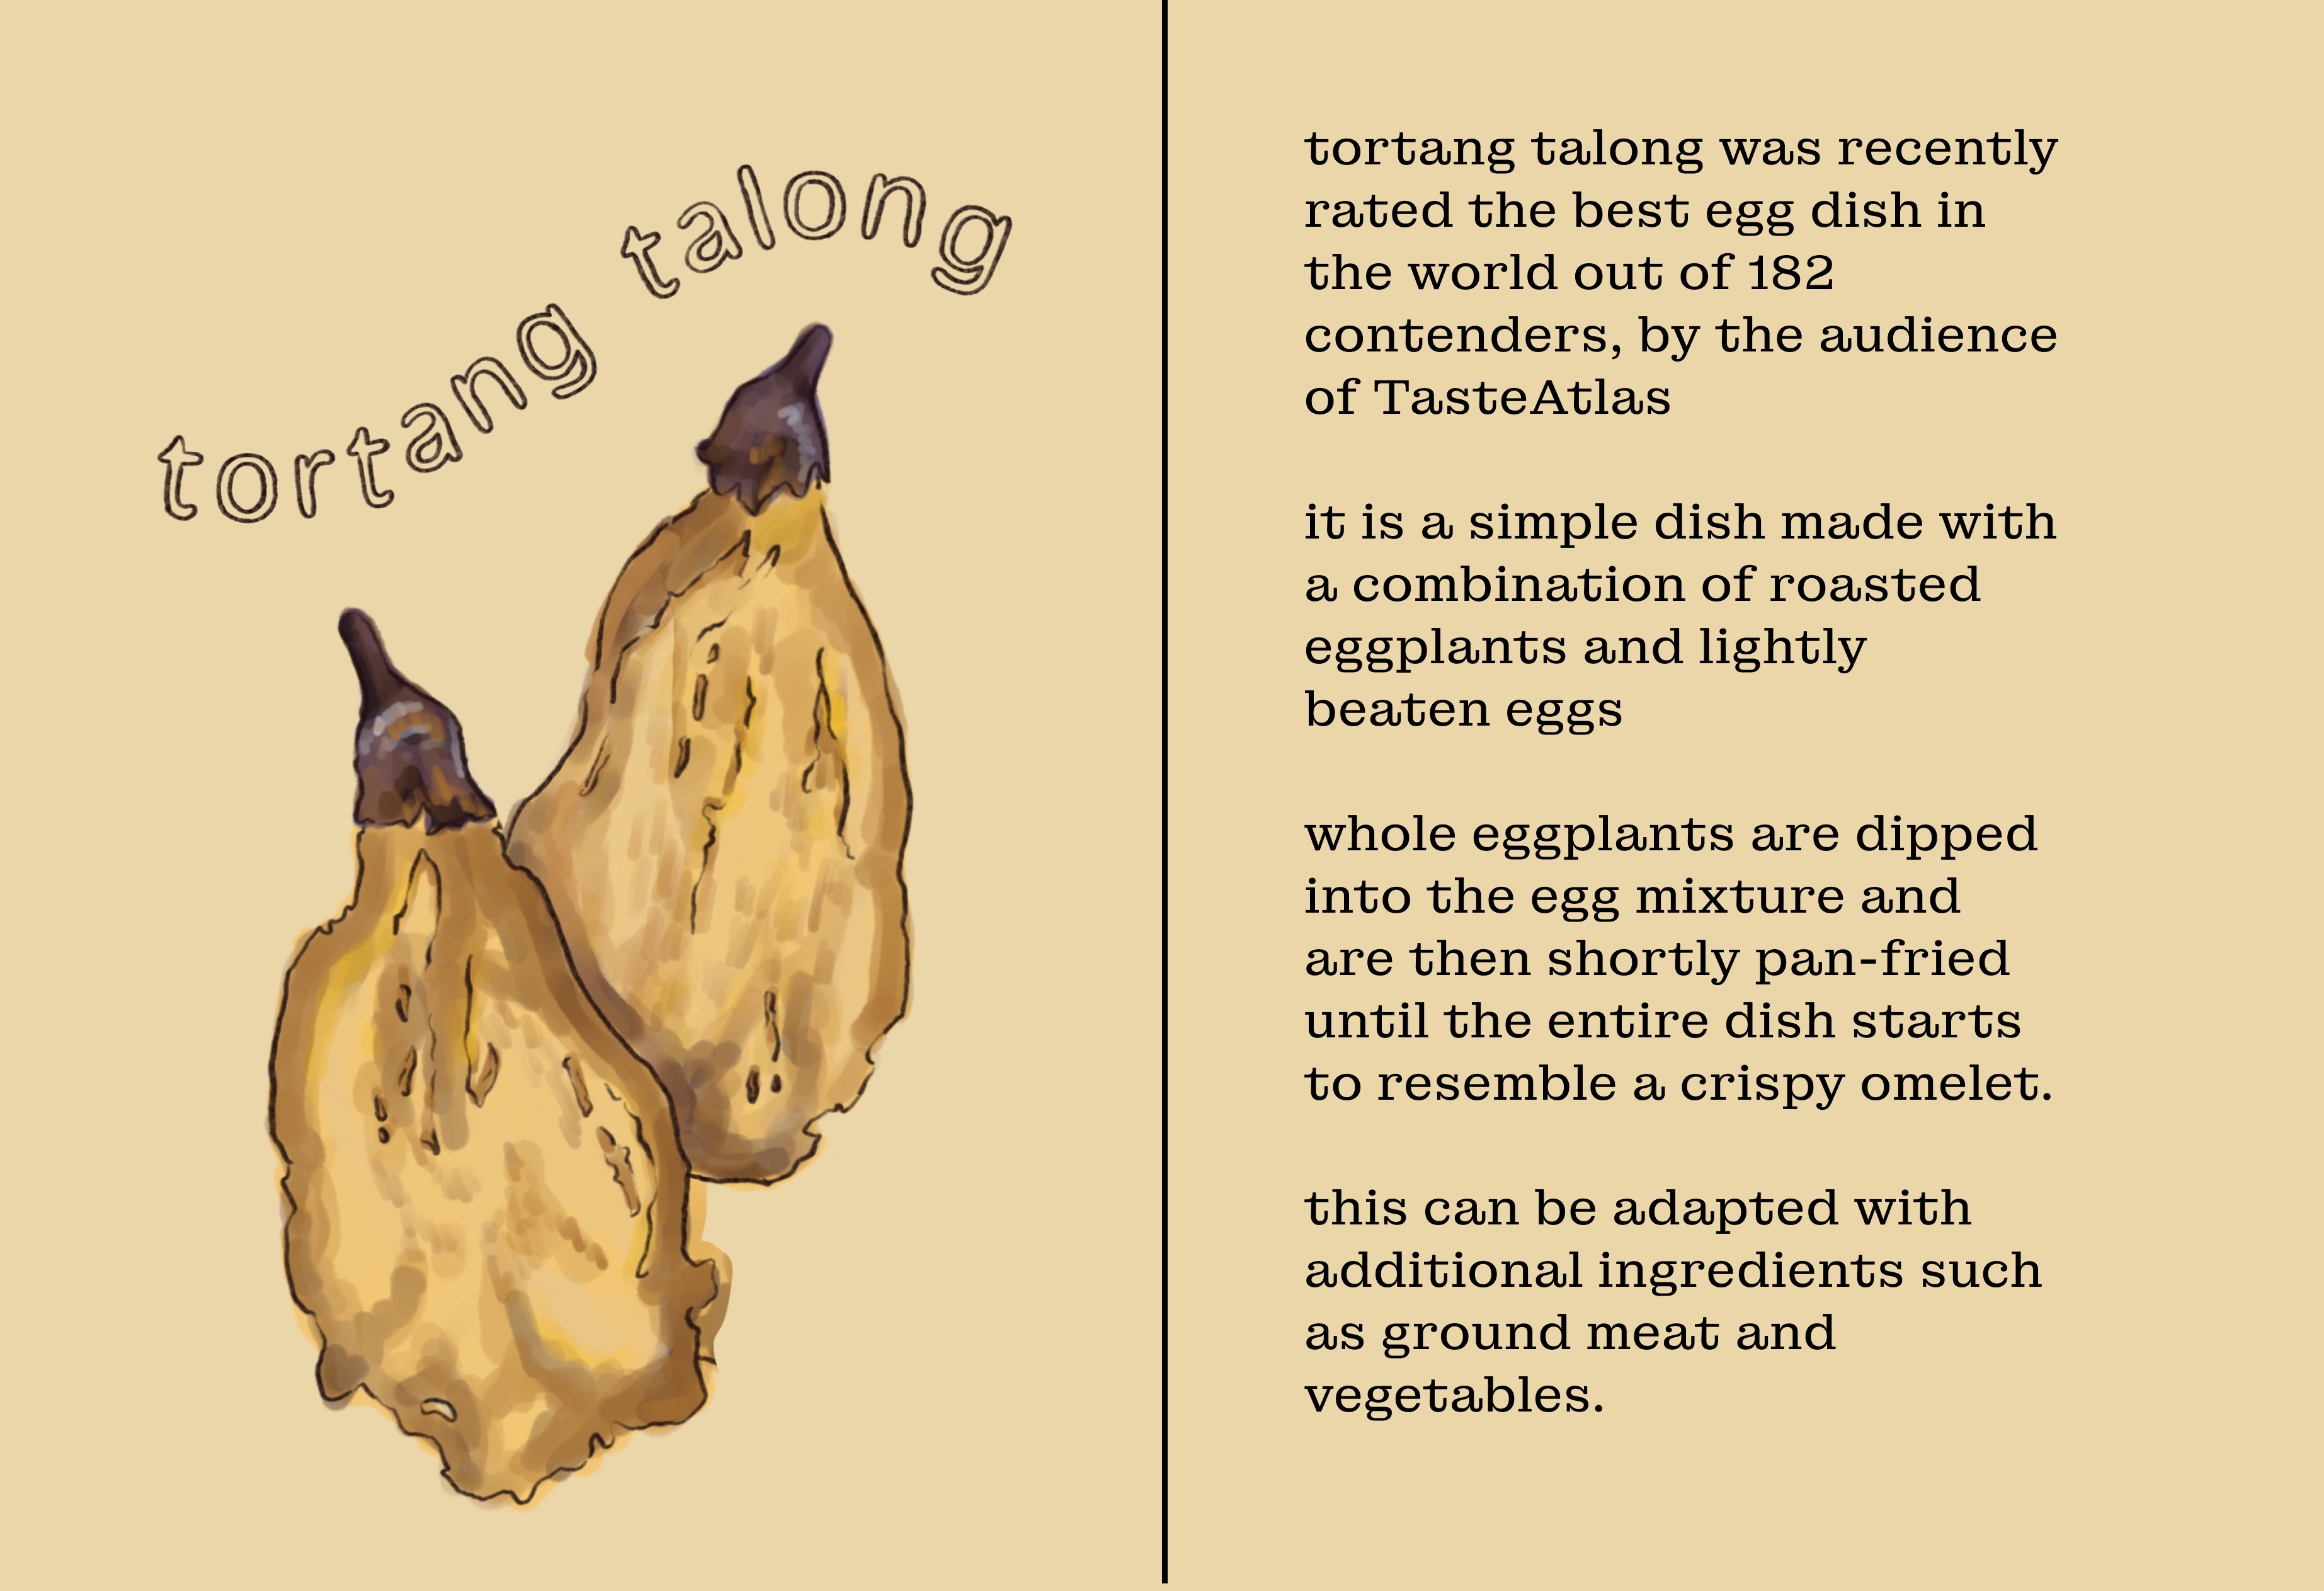 tortang talong
tortang talong was recently
rated the best egg dish in
the world out of 182
contenders, by the audience
of TasteAtlas
it is a simple dish made with
a combination of roasted
eggplants and lightly
beaten eggs
whole eggplants are dipped
into the egg mixture and
are then shortly pan-fried
until the entire dish starts
to resemble a crispy omelet.
this can be adapted with
additional ingredients such
as ground meat and
vegetables.